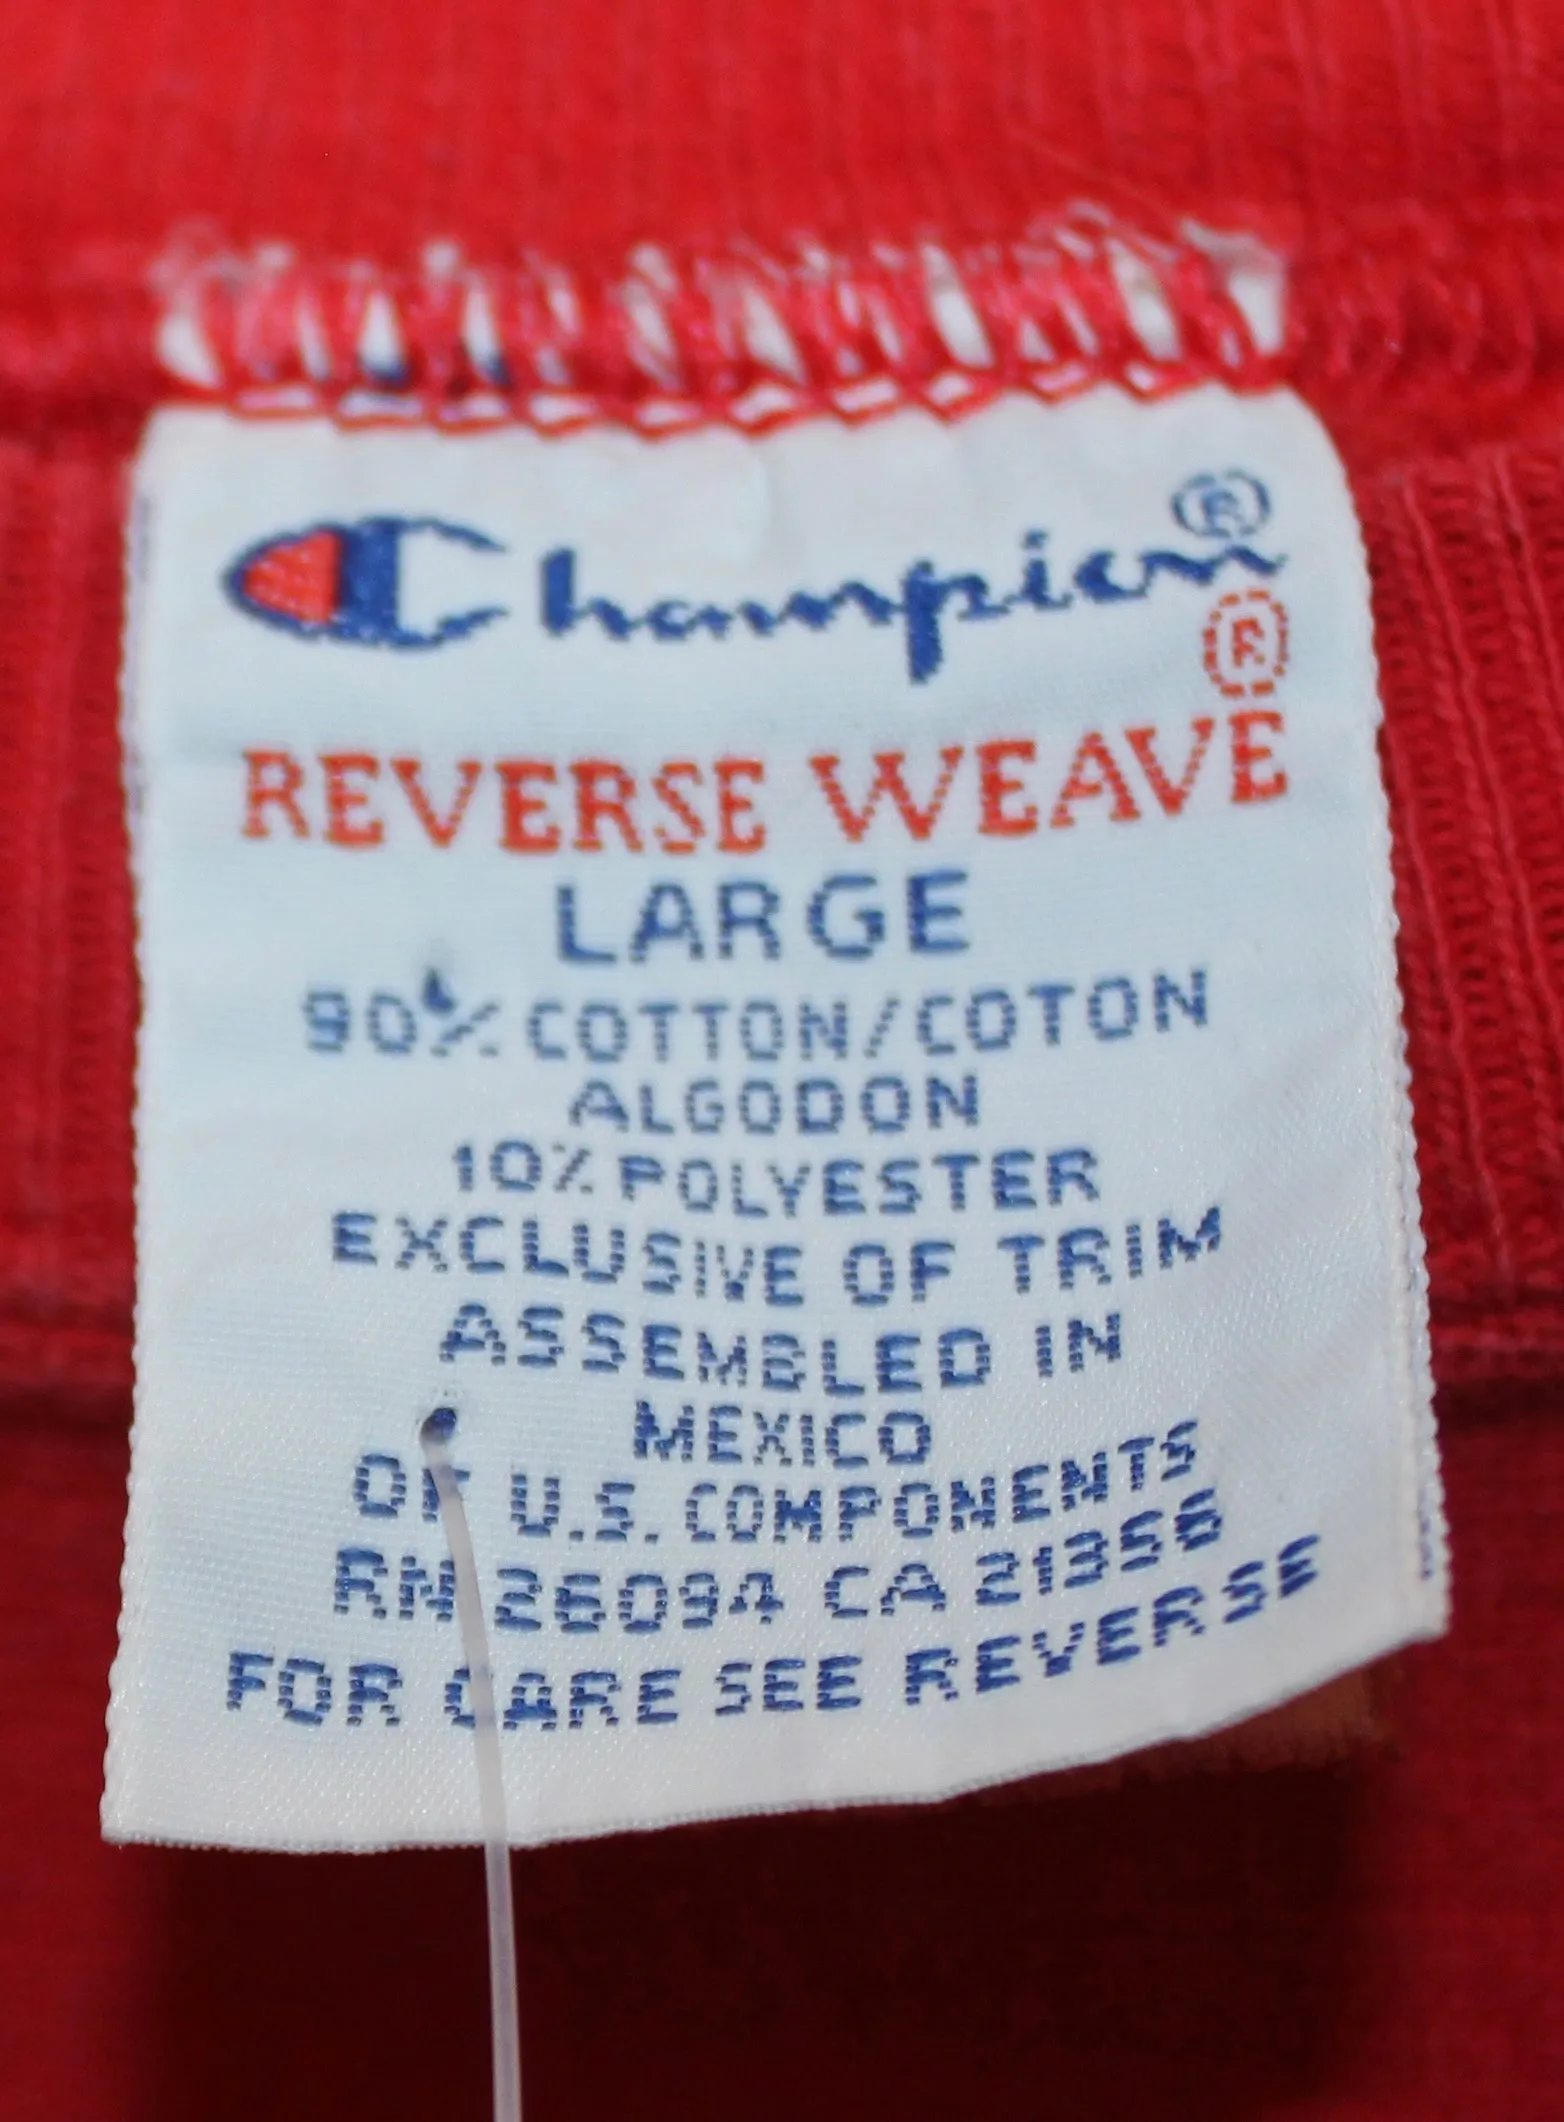 Champion ®
®
REVERSE WEAVE
LARGE
90% COTTON/COTON
ALGODON
10% POLYESTER
EXCLUSIVE OF TRIM
ASSEMBLED IN
MEXICO
OF U.S. COMPONENTS
RN 26094 CA
FOR CARE SEE REVERSE